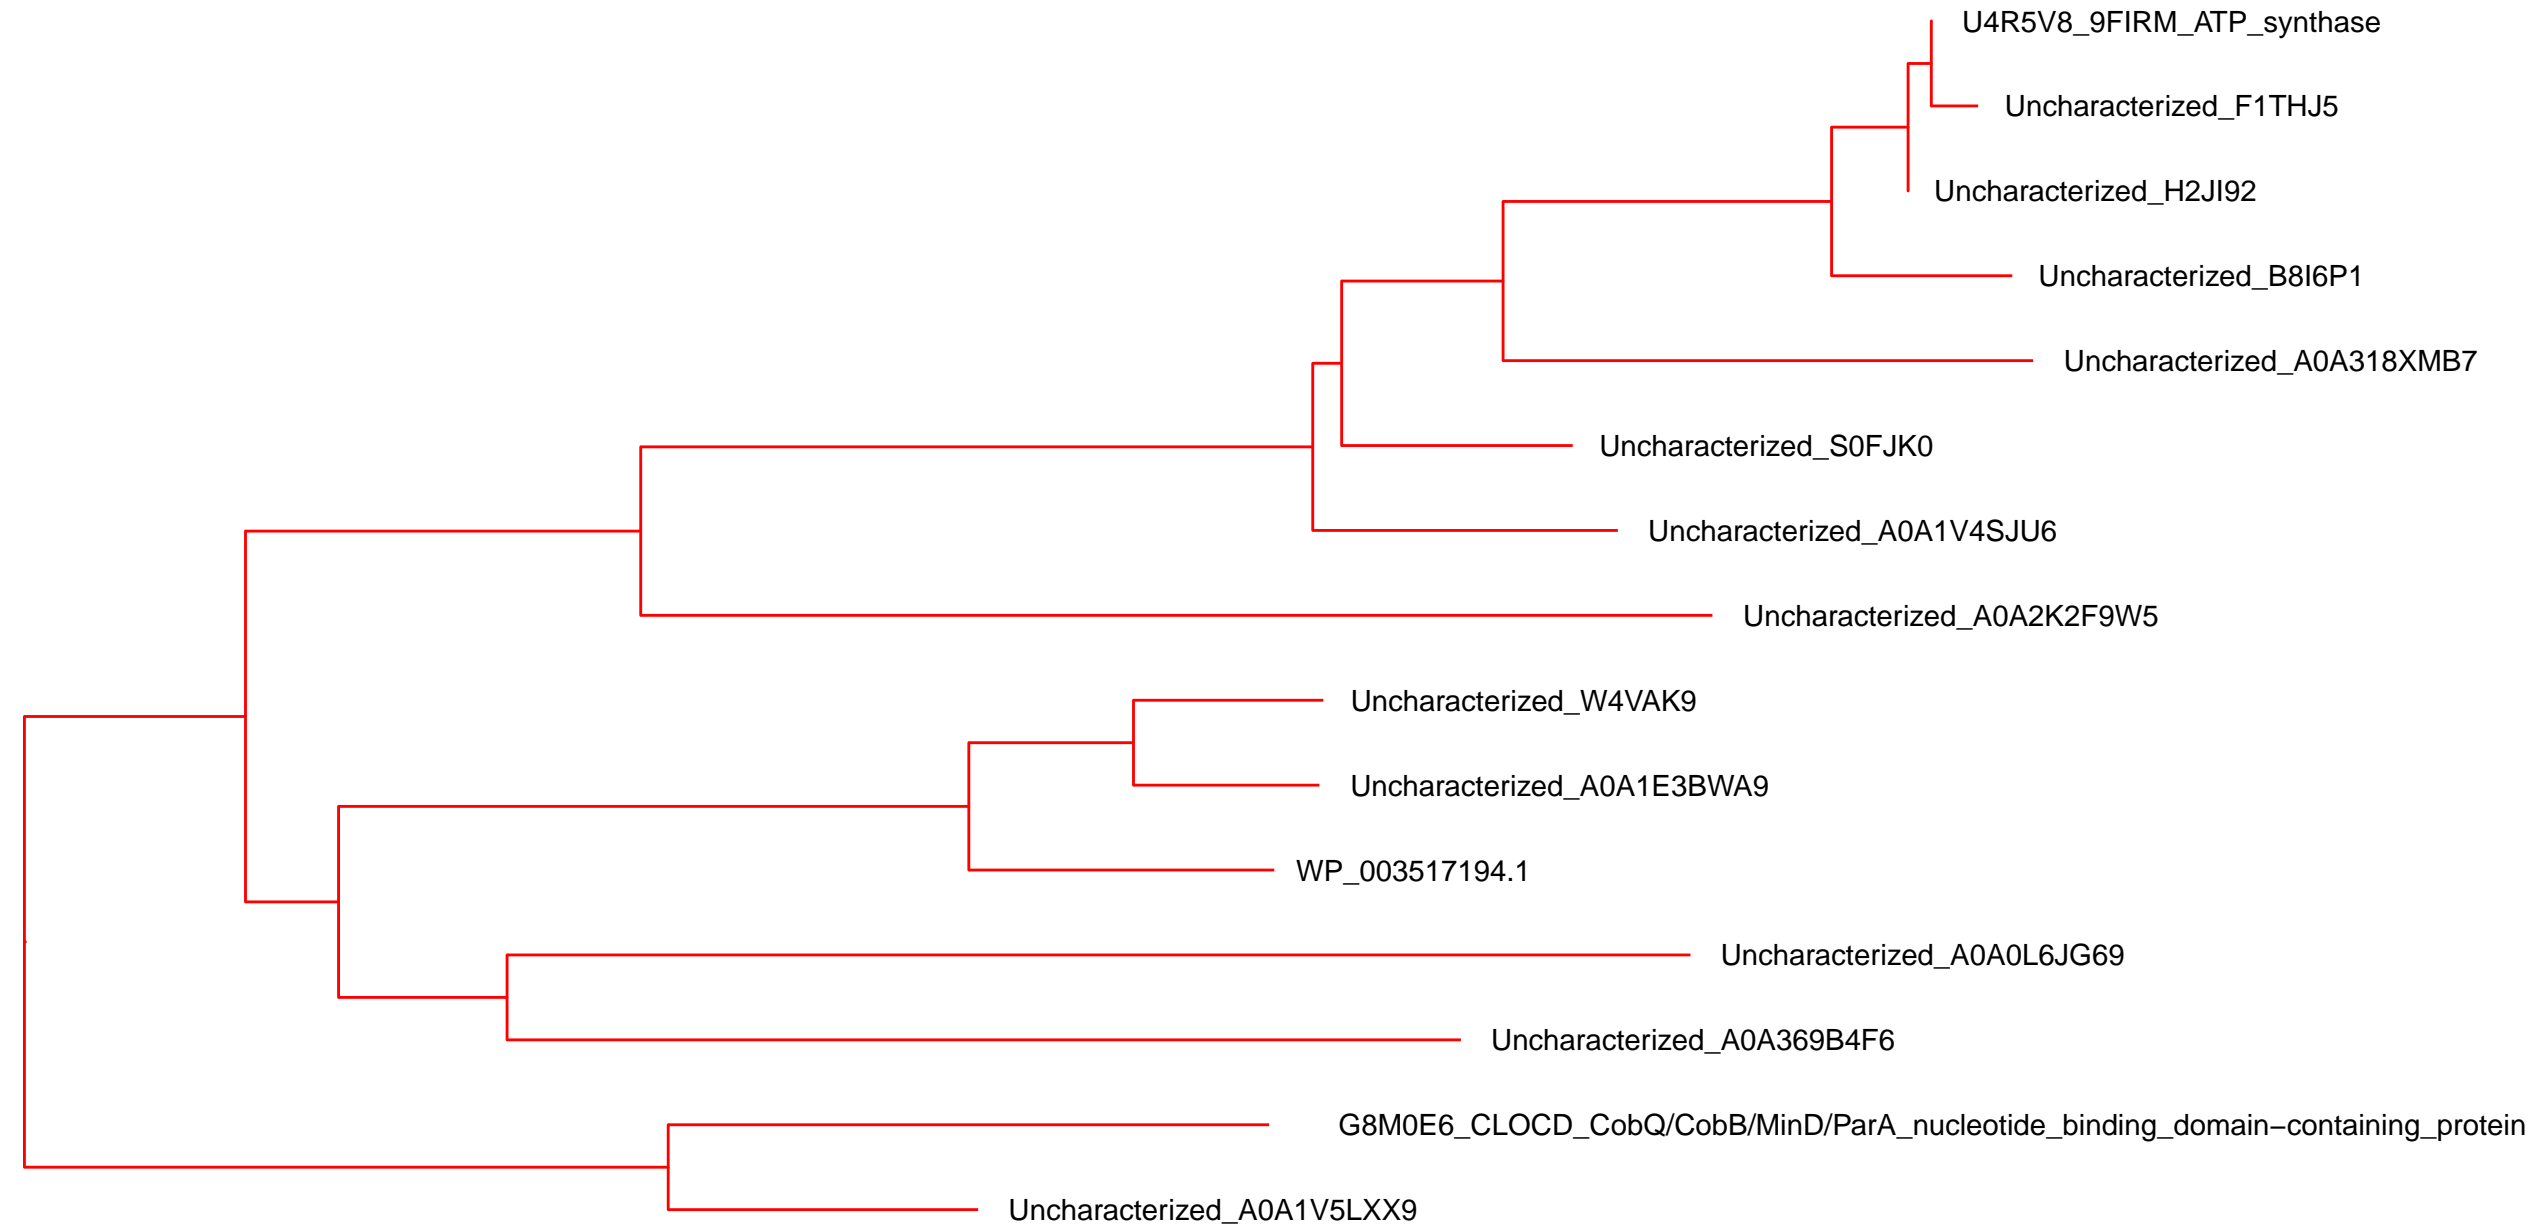 U4R5V8_9FIRM_ATP_synthase
Uncharacterized_F1THJ5
Uncharacterized_H2JI92
Uncharacterized_B8I6P1
Uncharacterized_A0A318XMB7
Uncharacterized_S0FJK0
Uncharacterized_A0A1V4SJU6
Uncharacterized_A0A2K2F9W5
Uncharacterized_W4VAK9
Uncharacterized_A0A1E3BWA9
WP_003517194.1
Uncharacterized_A0A0L6JG69
Uncharacterized_A0A369B4F6
G8M0E6_CLOCD_CobQ/CobB/MinD/ParA_nucleotide_binding_domain−containing_protein
Uncharacterized_A0A1V5LXX9